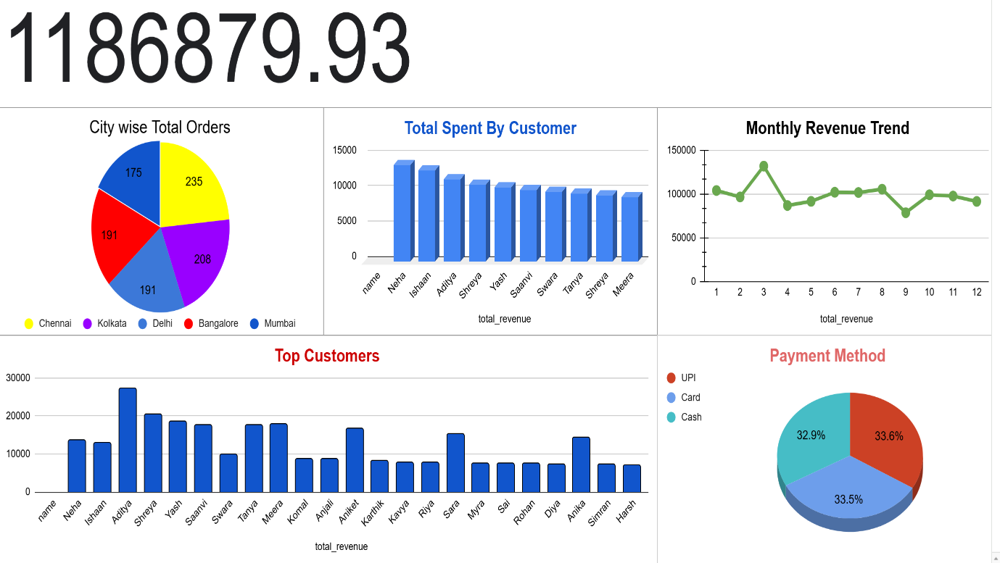 1186879.93
City wise Total Orders
175
235
191
208
191
Chennai Kolkata Delhi Bangalore Mumbai
Total Spent By Customer
15000
10000
5000
0
name Neha Ishaan Aditya Shreya Yash Saanvi Swara Tanya Shreya Meera
total_revenue
Monthly Revenue Trend
150000
100000
50000
0
1 2 3 4 5 6 7 8 9 10 11 12
total_revenue
Top Customers
30000
20000
10000
0
name Neha Ishaan Aditya Shreya Yash Saanvi Swara Tanya Meera Komal Anjali Aniket Karthik Kavya Riya Sara Myra Sai Rohan Diya Anika Simran Harsh
total_revenue
Payment Method
UPI
Card
Cash
32.9%
33.6%
33.5%